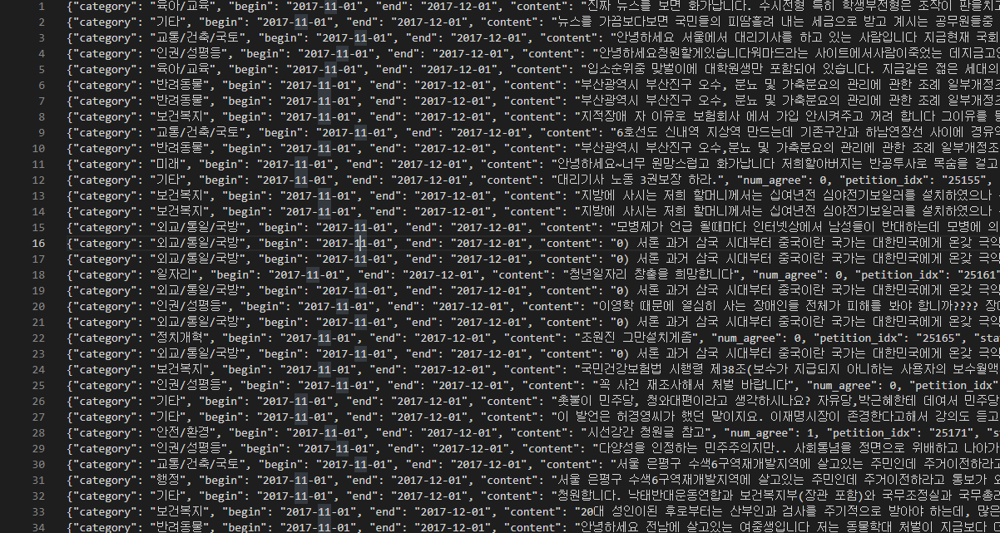 1 {"category": "육아/교육", "begin": "2017-11-01", "end": "2017-12-01", "content": "진짜 뉴스를 보면 화가납니다. 수시전형 특히 학생부전형은 조작이 판을치고
2 {"category": "기타", "begin": "2017-11-01", "end": "2017-12-01", "content": "뉴스를 가끔보다보면 국민들의 피땀흘려 내는 세금으로 받고 계시는 공무원들중
3 {"category": "교통/건축/국토", "begin": "2017-11-01", "end": "2017-12-01", "content": "안녕하세요 서울에서 대리기사를 하고 있는 사람입니다 지금현재 국회
4 {"category": "인권/성평등", "begin": "2017-11-01", "end": "2017-12-01", "content": "안녕하세요청원할게있습니다워마드라는 사이트에서사람이죽었는 데지금고인
5 {"category": "육아/교육", "begin": "2017-11-01", "end": "2017-12-01", "content": "입소순위중 맞벌이에 대학원생만 포함되어 있습니다. 지금같은 젊은 세대의
6 {"category": "반려동물", "begin": "2017-11-01", "end": "2017-12-01", "content": "부산광역시 부산진구 오수, 분뇨 및 가축분뇨의 관리에 관한 조례 일부개정조
7 {"category": "반려동물", "begin": "2017-11-01", "end": "2017-12-01", "content": "부산광역시 부산진구 오수, 분뇨 및 가축분뇨의 관리에 관한 조례 일부개정조
8 {"category": "보건복지", "begin": "2017-11-01", "end": "2017-12-01", "content": "지적장애 자 이유로 보험회사 에서 가입 안시켜주고 꺼려 합니다 그이유를
9 {"category": "교통/건축/국토", "begin": "2017-11-01", "end": "2017-12-01", "content": "6호선도 신내역 지상역 만드는데 기존구간과 하남연장선 사이에 경유역
10 {"category": "반려동물", "begin": "2017-11-01", "end": "2017-12-01", "content": "부산광역시 부산진구 오수,분뇨 및 가축분뇨의 관리에 관한 조례 일부개정조
11 {"category": "미래", "begin": "2017-11-01", "end": "2017-12-01", "content": "안녕하세요~너무 원망스럽고 화가납니다 저희할아버지는 반공투사로 목숨을 걸고
12 {"category": "기타", "begin": "2017-11-01", "end": "2017-12-01", "content": "대리기사 노동 3권보장 하라.", "num_agree": 0, "petition_idx": "25155",
13 {"category": "보건복지", "begin": "2017-11-01", "end": "2017-12-01", "content": "지방에 사시는 저희 할머니께서는 십여년전 심야전기보일러를 설치하였으나
14 {"category": "보건복지", "begin": "2017-11-01", "end": "2017-12-01", "content": "지방에 사시는 저희 할머니께서는 십여년전 심야전기보일러를 설치하였으나
15 {"category": "외교/통일/국방", "begin": "2017-11-01", "end": "2017-12-01", "content": "모병제가 언급 될때마다 인터넷상에서 남성들이 반대하는데 모병에 의
16 {"category": "외교/통일/국방", "begin": "2017-11-01", "end": "2017-12-01", "content": "0) 서론 과거 삼국 시대부터 중국이란 국가는 대한민국에게 온갖 극악
17 {"category": "외교/통일/국방", "begin": "2017-11-01", "end": "2017-12-01", "content": "0) 서론 과거 삼국 시대부터 중국이란 국가는 대한민국에게 온갖 극악
18 {"category": "일자리", "begin": "2017-11-01", "end": "2017-12-01", "content": "청년일자리 창출을 희망합니다", "num_agree": 0, "petition_idx": "25161"
19 {"category": "외교/통일/국방", "begin": "2017-11-01", "end": "2017-12-01", "content": "0) 서론 과거 삼국 시대부터 중국이란 국가는 대한민국에게 온갖 극악
20 {"category": "인권/성평등", "begin": "2017-11-01", "end": "2017-12-01", "content": "이영학 때문에 열심히 사는 장애인을 전체가 피해를 봐야 합니까???? 장애
21 {"category": "외교/통일/국방", "begin": "2017-11-01", "end": "2017-12-01", "content": "0) 서론 과거 삼국 시대부터 중국이란 국가는 대한민국에게 온갖 극악
22 {"category": "정치개혁", "begin": "2017-11-01", "end": "2017-12-01", "content": "조원진 그만설치게좀", "num_agree": 0, "petition_idx": "25165", "sta
23 {"category": "외교/통일/국방", "begin": "2017-11-01", "end": "2017-12-01", "content": "0) 서론 과거 삼국 시대부터 중국이란 국가는 대한민국에게 온갖 극악
24 {"category": "보건복지", "begin": "2017-11-01", "end": "2017-12-01", "content": "국민건강보험법 시행령 제38조(보수가 지급되지 아니하는 사용자의 보수월액
25 {"category": "인권/성평등", "begin": "2017-11-01", "end": "2017-12-01", "content": "꼭 사건 재조사해서 처벌 바랍니다", "num_agree": 0, "petition_idx"
26 {"category": "기타", "begin": "2017-11-01", "end": "2017-12-01", "content": "촛불이 민주당, 청와대편이라고 생각하시나요? 자유당,박근혜한테 데여서 민주당
27 {"category": "기타", "begin": "2017-11-01", "end": "2017-12-01", "content": "이 발언은 허경영씨가 했던 말이지요. 이재명시장이 존경한다고해서 강의도 듣고
28 {"category": "안전/환경", "begin": "2017-11-01", "end": "2017-12-01", "content": "시선강간 청원글 참고", "num_agree": 1, "petition_idx": "25171", "s
29 {"category": "인권/성평등", "begin": "2017-11-01", "end": "2017-12-01", "content": "다양성을 인정하는 민주주의지만.. 사회통념을 정면으로 위배하고 나아가
30 {"category": "교통/건축/국토", "begin": "2017-11-01", "end": "2017-12-01", "content": "서울 은평구 수색6구역재개발지역에 살고있는 주민인데 주거이전하라고
31 {"category": "행정", "begin": "2017-11-01", "end": "2017-12-01", "content": "서울 은평구 수색6구역재개발지역에 살고있는 주민인데 주거이전하라고 통보가
32 {"category": "기타", "begin": "2017-11-01", "end": "2017-12-01", "content": "청원합니다. 낙태반대운동연합과 보건복지부(장관 포함)와 국무조정실과 국무총리
33 {"category": "보건복지", "begin": "2017-11-01", "end": "2017-12-01", "content": "20대 성인이된 후로부터는 산부인과 검사를 주기적으로 받아야 하는데, 많은
34 {"category": "반려동물", "begin": "2017-11-01", "end": "2017-12-01", "content": "안녕하세요 전남에 살고있는 여중생입니다 저는 동물학대 처벌이 지금보다